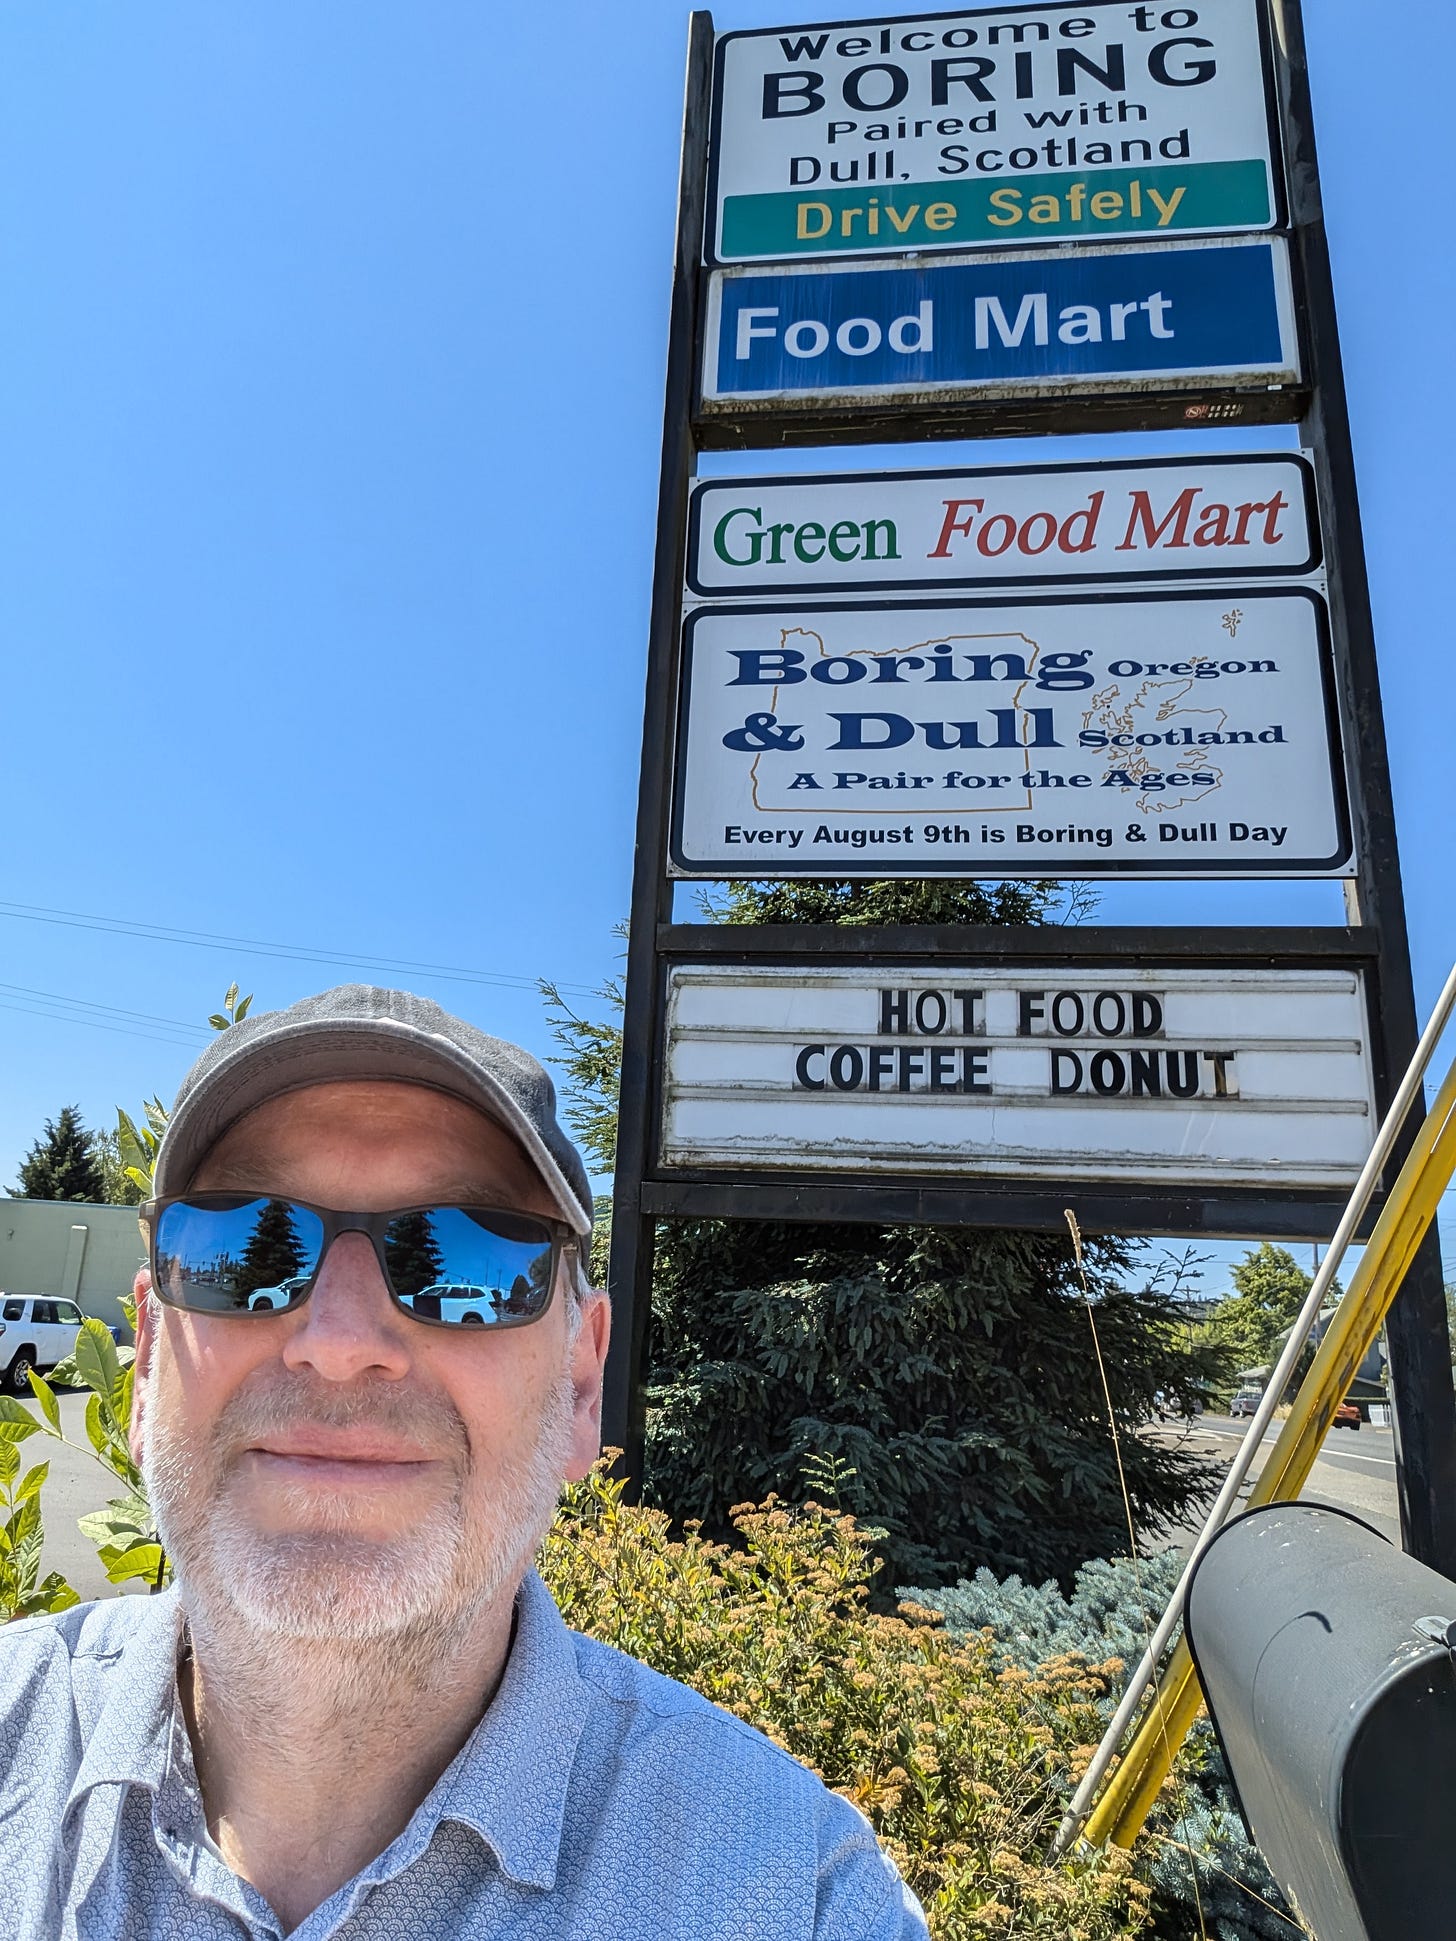 Welcome to
BORING
Paired with
Dull, Scotland
Drive Safely
Food Mart
Green Food Mart
Boring Oregon
& Dull Scotland
A Pair for the Ages
Every August 9th is Boring & Dull Day
HOT FOOD
COFFEE DONUT